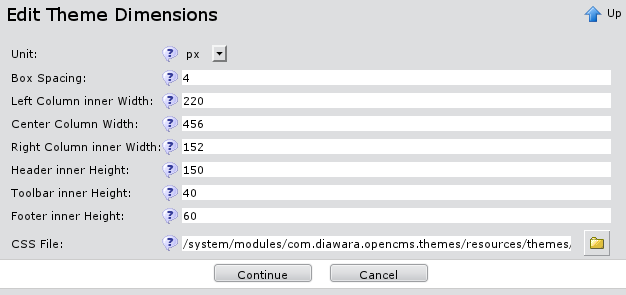 Edit Theme Dimensions Up
Unit: ? px
Box Spacing: ? 4
Left Column inner Width: ? 220
Center Column Width: ? 456
Right Column inner Width: ? 152
Header inner Height: ? 150
Toolbar inner Height: ? 40
Footer inner Height: ? 60
CSS File: ? /system/modules/com.diawara.opencms.themes/resources/themes/
Continue Cancel